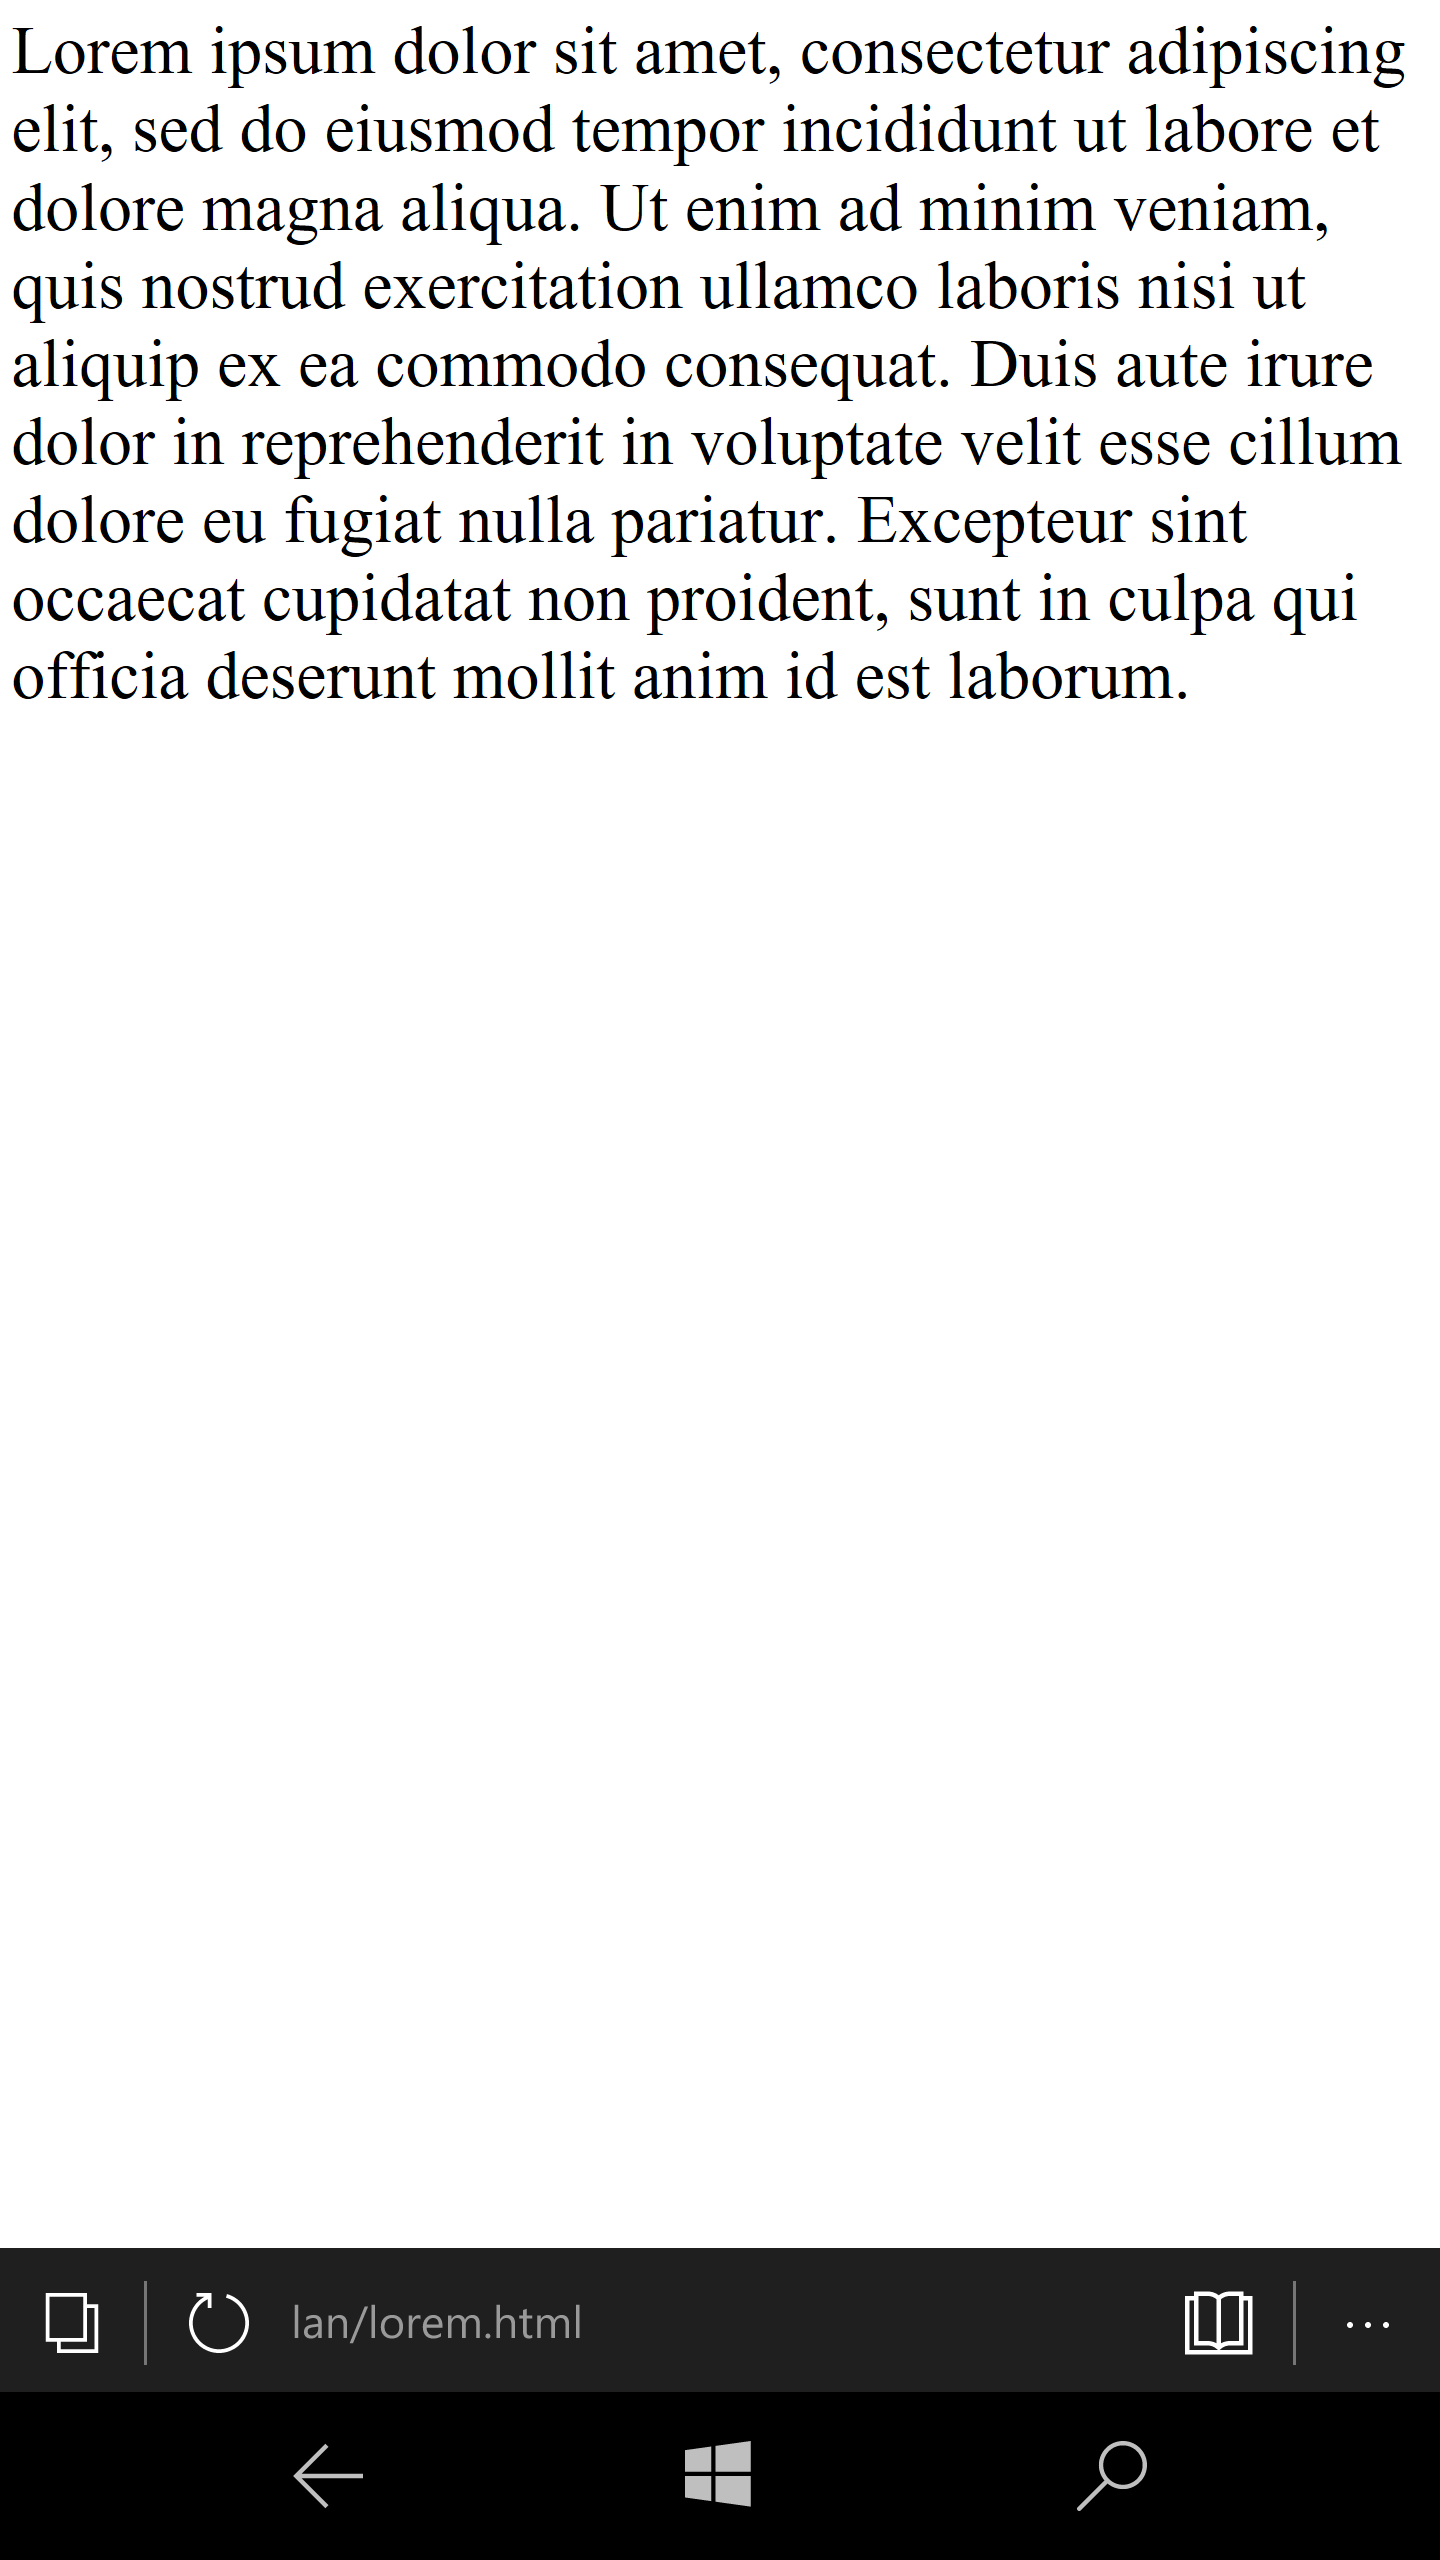 Lorem ipsum dolor sit amet, consectetur adipiscing
elit, sed do eiusmod tempor incididunt ut labore et
dolore magna aliqua. Ut enim ad minim veniam,
quis nostrud exercitation ullamco laboris nisi ut
aliquip ex ea commodo consequat. Duis aute irure
dolor in reprehenderit in voluptate velit esse cillum
dolore eu fugiat nulla pariatur. Excepteur sint
occaecat cupidatat non proident, sunt in culpa qui
officia deserunt mollit anim id est laborum.
lan/lorem.html